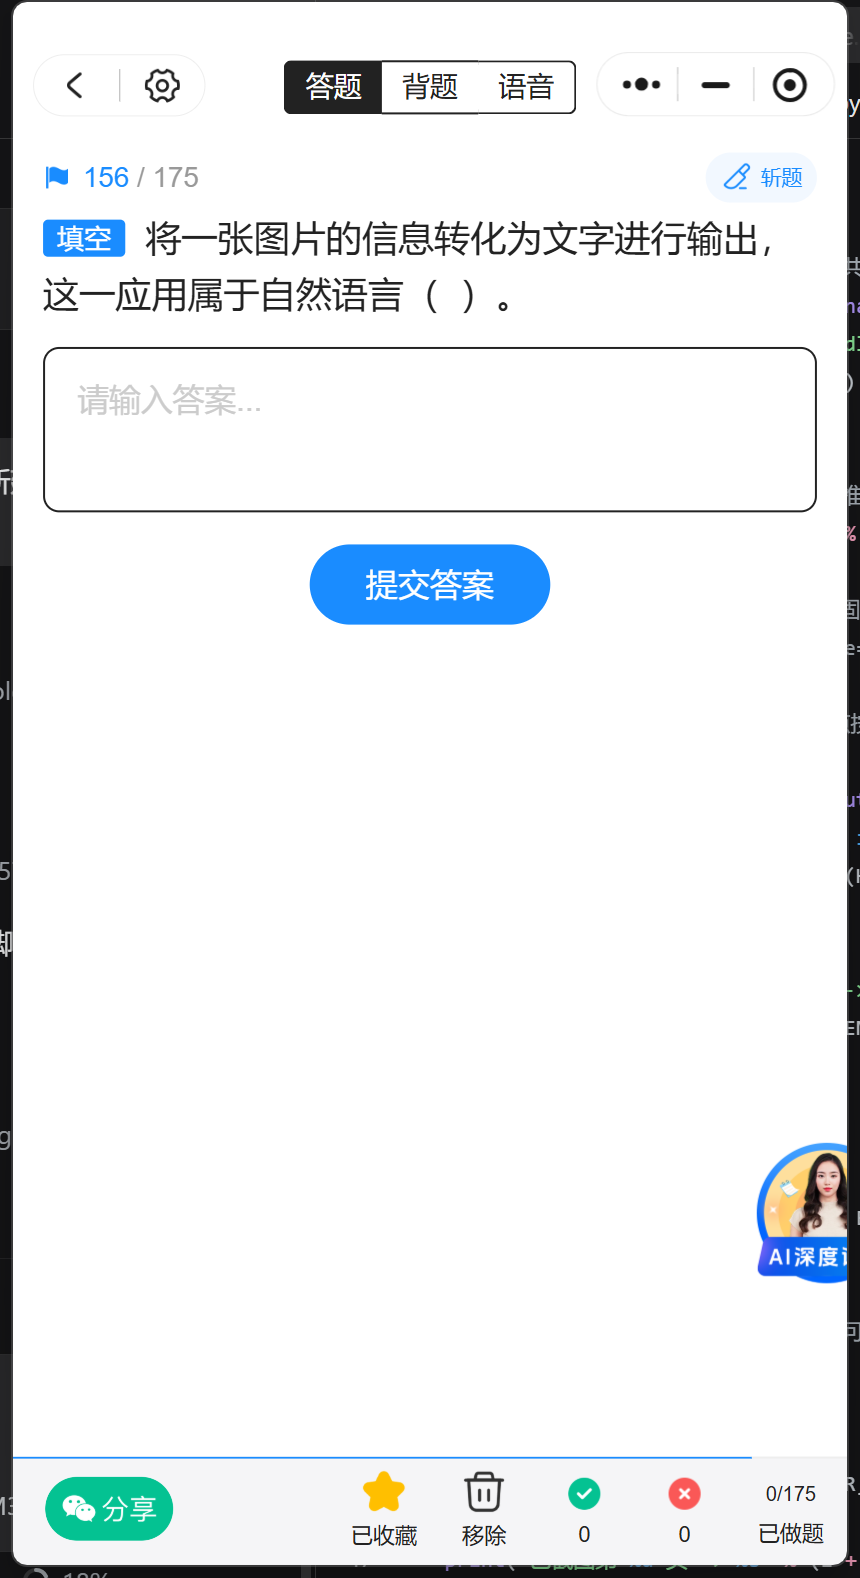 答题 背题 语音
156 / 175
斩题
填空 将一张图片的信息转化为文字进行输出，
这一应用属于自然语言（ ）。
请输入答案...
提交答案
AI深度
分享
已收藏
移除
0
0
0/175
已做题